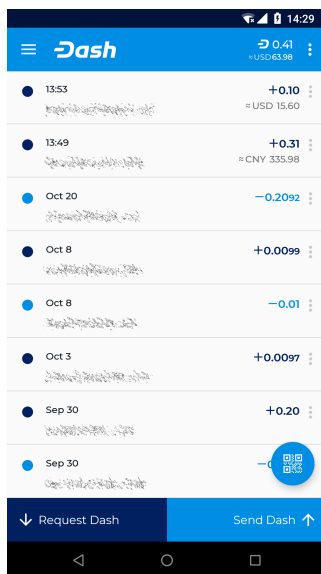 14:29
Dash
0.41
≈USD63.98
13:53
+0.10
≈USD 15.60
13:49
+0.31
≈CNY 335.98
Oct 20
−0.2092
Oct 8
+0.0099
Oct 8
−0.01
Oct 3
+0.0097
Sep 30
+0.20
Sep 30
Request Dash
Send Dash